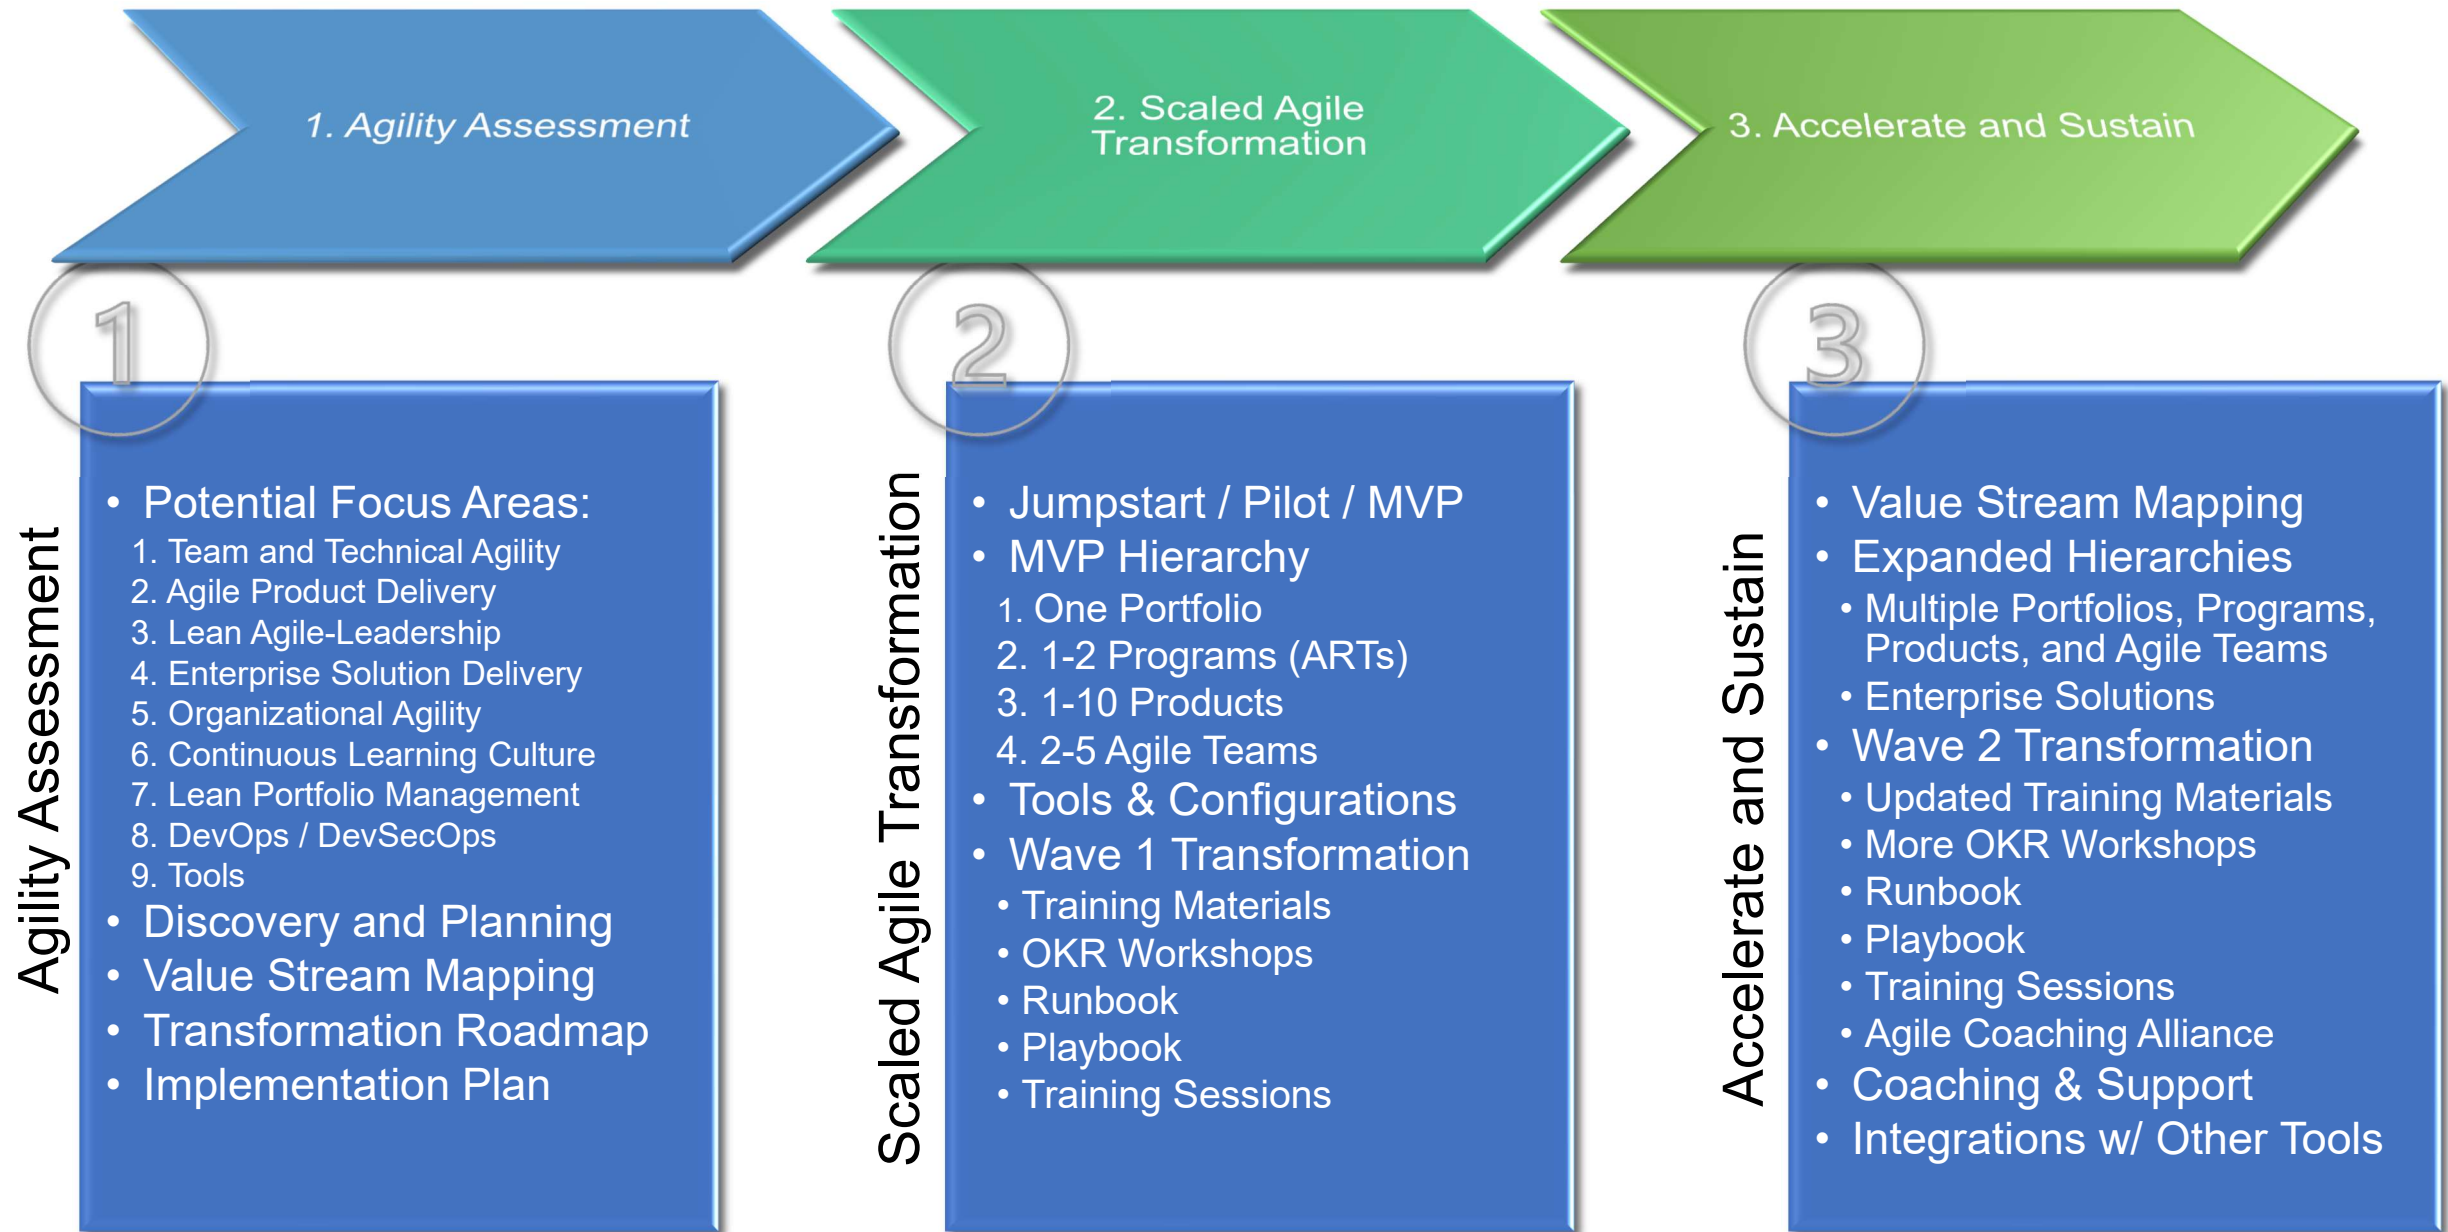 1. Agility Assessment
2. Scaled Agile
Transformation
3. Accelerate and Sustain
1
Agility Assessment
• Potential Focus Areas:
1. Team and Technical Agility
2. Agile Product Delivery
3. Lean Agile-Leadership
4. Enterprise Solution Delivery
5. Organizational Agility
6. Continuous Learning Culture
7. Lean Portfolio Management
8. DevOps / DevSecOps
9. Tools
• Discovery and Planning
• Value Stream Mapping
• Transformation Roadmap
• Implementation Plan
2
Scaled Agile Transformation
• Jumpstart / Pilot / MVP
• MVP Hierarchy
1. One Portfolio
2. 1-2 Programs (ARTs)
3. 1-10 Products
4. 2-5 Agile Teams
• Tools & Configurations
• Wave 1 Transformation
• Training Materials
• OKR Workshops
• Runbook
• Playbook
• Training Sessions
3
Accelerate and Sustain
• Value Stream Mapping
• Expanded Hierarchies
• Multiple Portfolios, Programs,
Products, and Agile Teams
• Enterprise Solutions
• Wave 2 Transformation
• Updated Training Materials
• More OKR Workshops
• Runbook
• Playbook
• Training Sessions
• Agile Coaching Alliance
• Coaching & Support
• Integrations w/ Other Tools